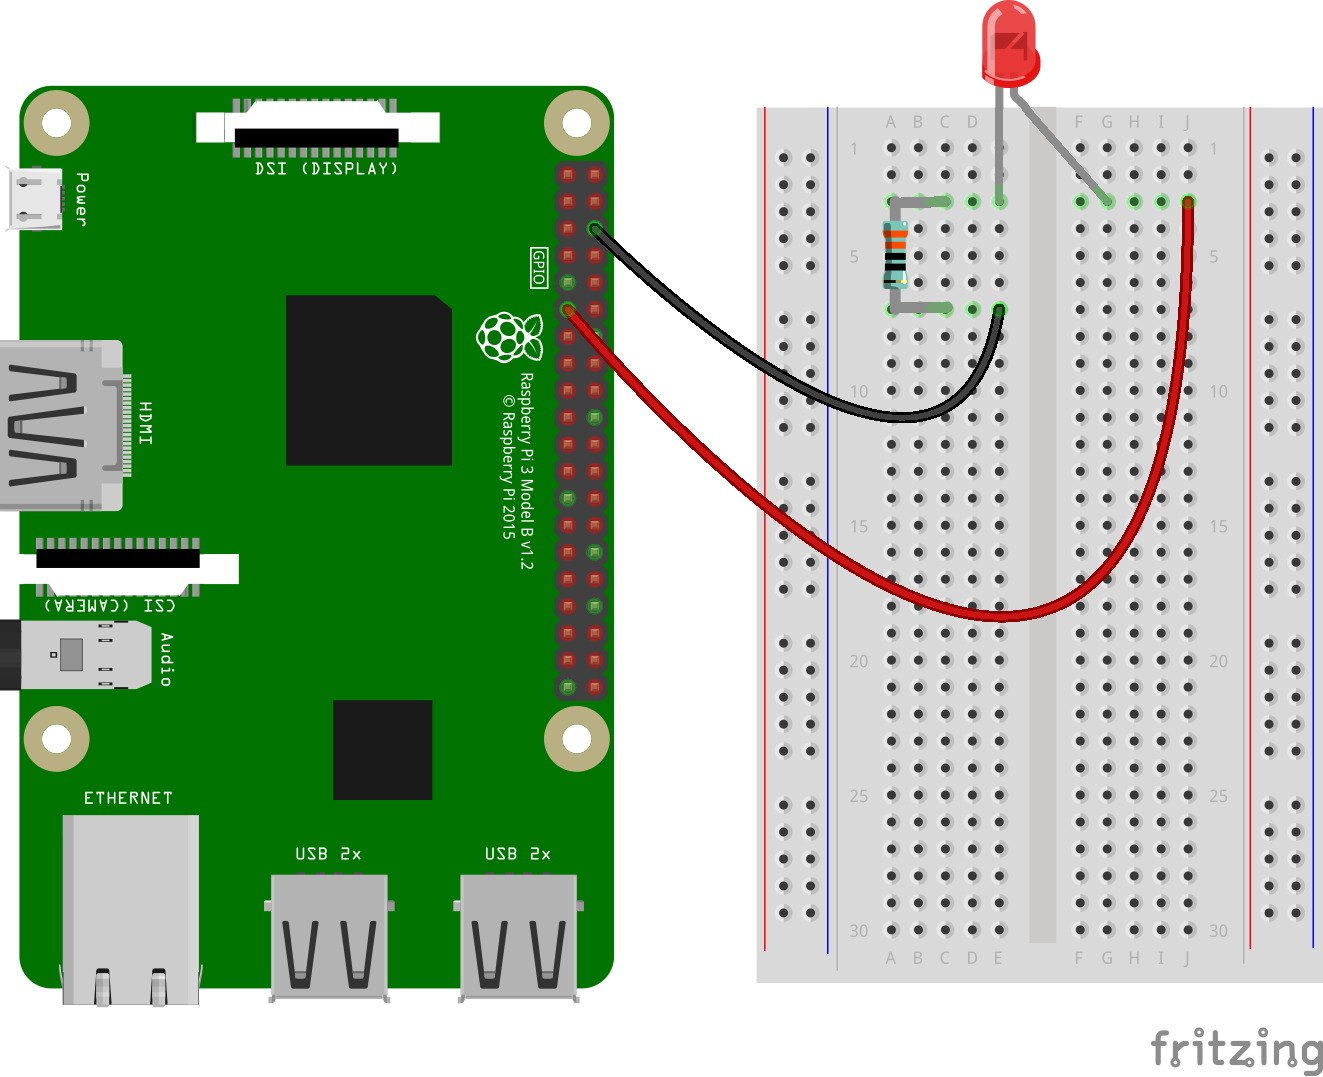 DSI (DISPLAY)
Power
GPIO
HDMI
Raspberry Pi 3 Model B v1.2
© Raspberry Pi 2015
CSI (CAMERA)
Audio
ETHERNET
USB 2x
USB 2x
A B C D F G H I J
1 1
5 5
10 10
15 15
20 20
25 25
30 30
A B C D E F G H I J
fritzing